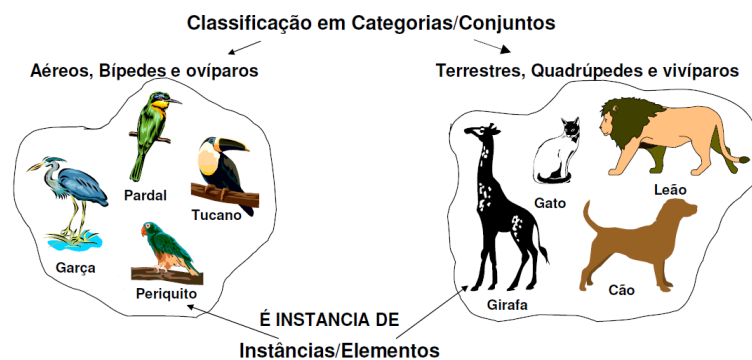 Classificação em Categorias/Conjuntos
Aéreos, Bípedes e ovíparos
Terrestres, Quadrúpedes e vivíparos
Pardal
Tucano
Garça
Periquito
Gato
Leão
Girafa
Cão
É INSTANCIA DE
Instâncias/Elementos